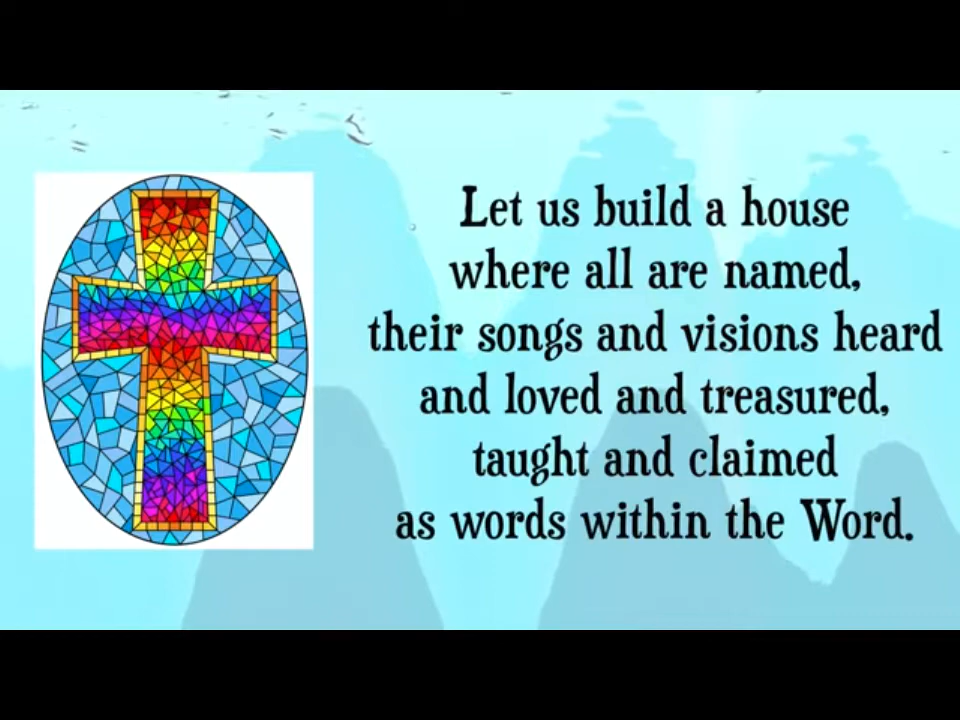 Let us build a house
where all are named,
their songs and visions heard
and loved and treasured,
taught and claimed
as words within the Word.